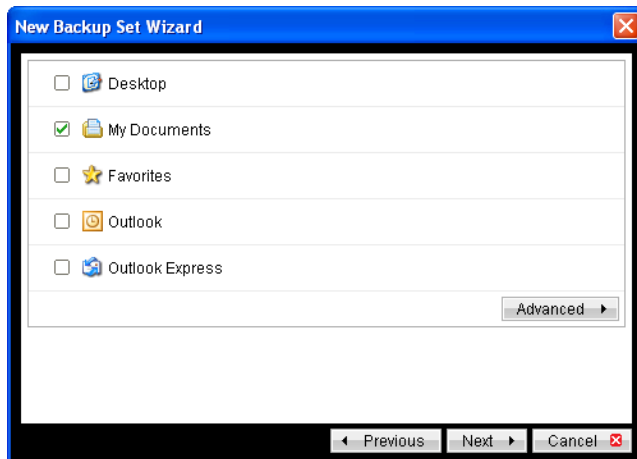 New Backup Set Wizard
Desktop
My Documents
Favorites
Outlook
Outlook Express
Advanced
Previous Next Cancel